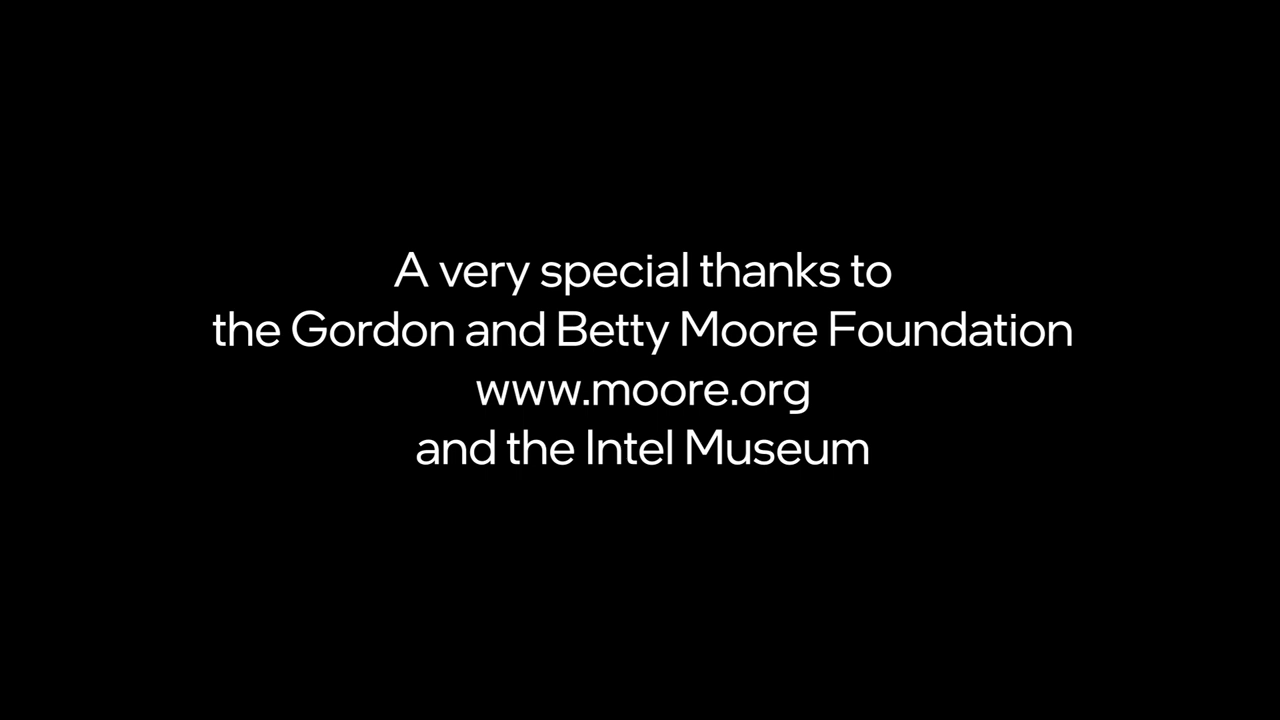 A very special thanks to
the Gordon and Betty Moore Foundation
www.moore.org
and the Intel Museum